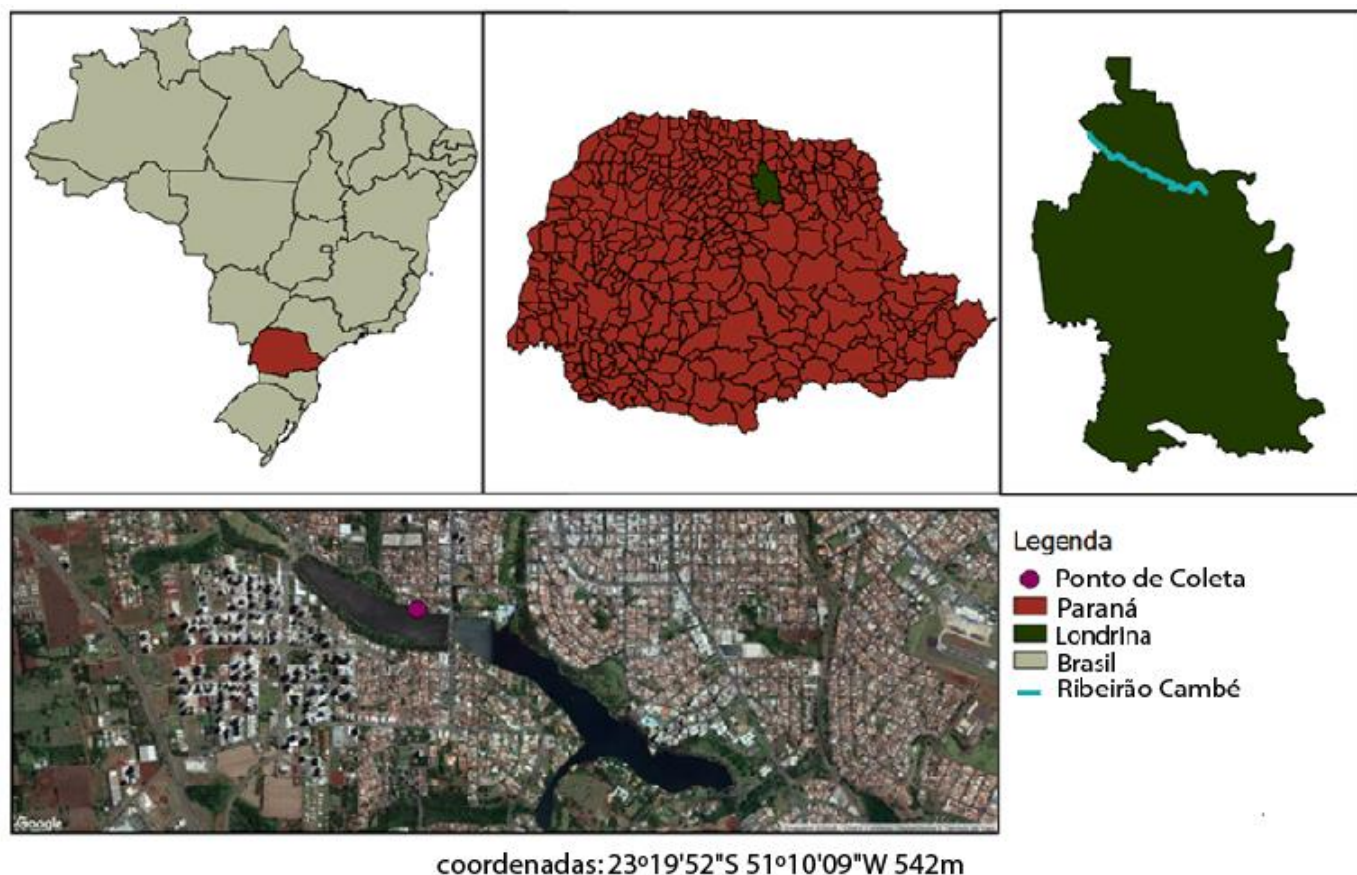 Legenda
Ponto de Coleta
Paraná
Londrina
Brasil
Ribeirão Cambé
Google
coordenadas: 23º19'52"S 51º10'09"W 542m